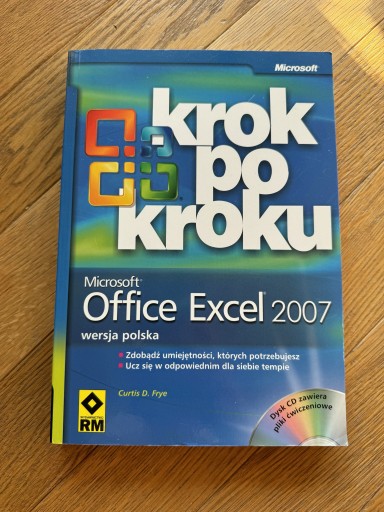 Microsoft
krok
po
kroku
Microsoft®
Office Excel® 2007
wersja polska
Zdobądź umiejętności, których potrzebujesz
Ucz się w odpowiednim dla siebie tempie
Curtis D. Frye
RM
Dysk CD zawiera
pliki ćwiczeniowe